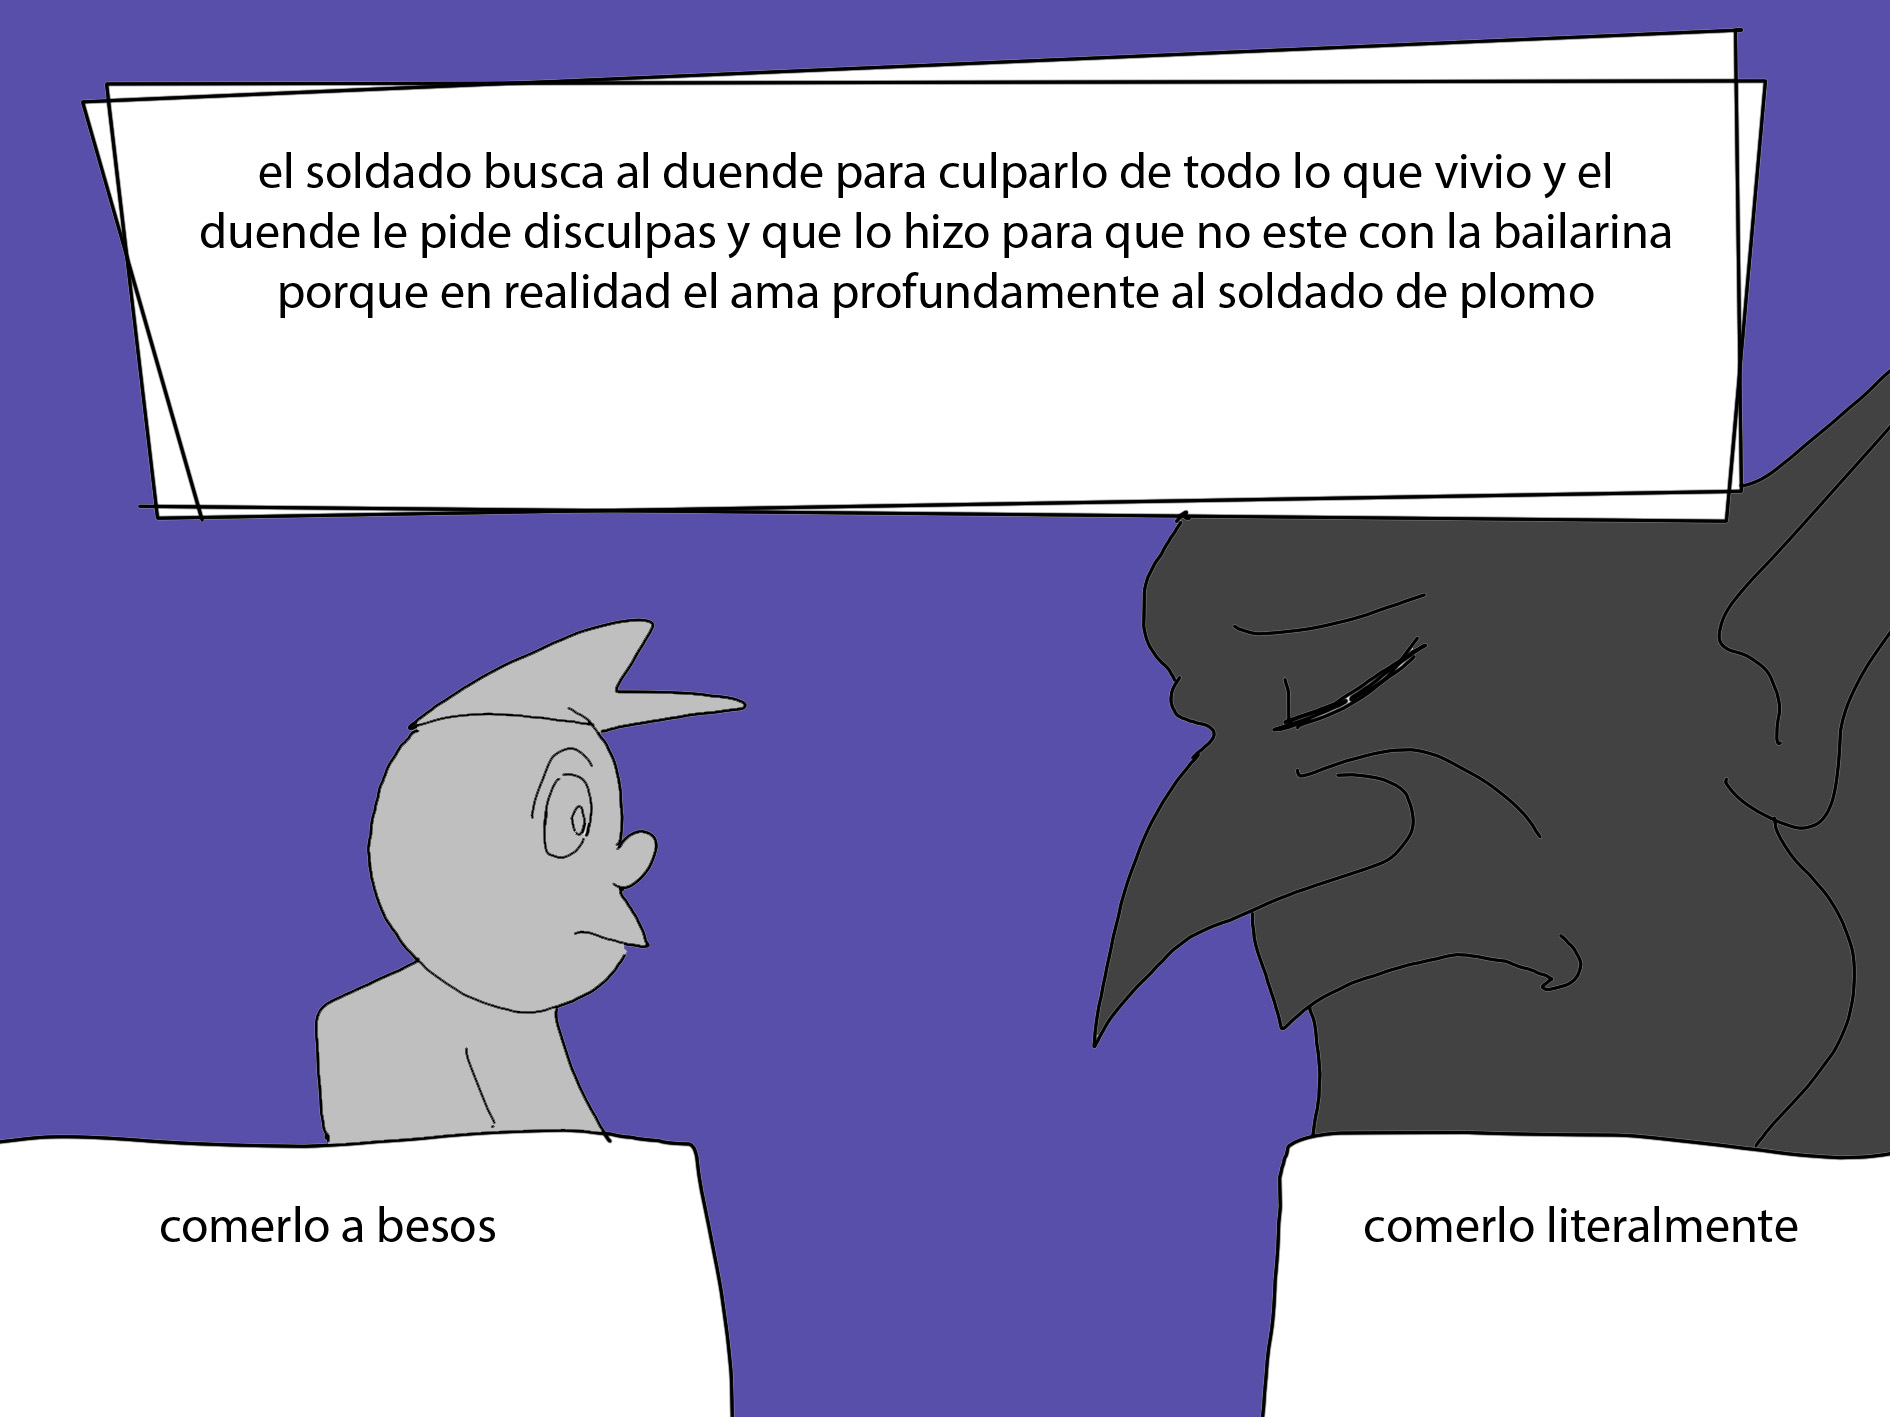 el soldado busca al duende para culparlo de todo lo que vivio y el
duende le pide disculpas y que lo hizo para que no este con la bailarina
porque en realidad el ama profundamente al soldado de plomo
comerlo a besos
comerlo literalmente